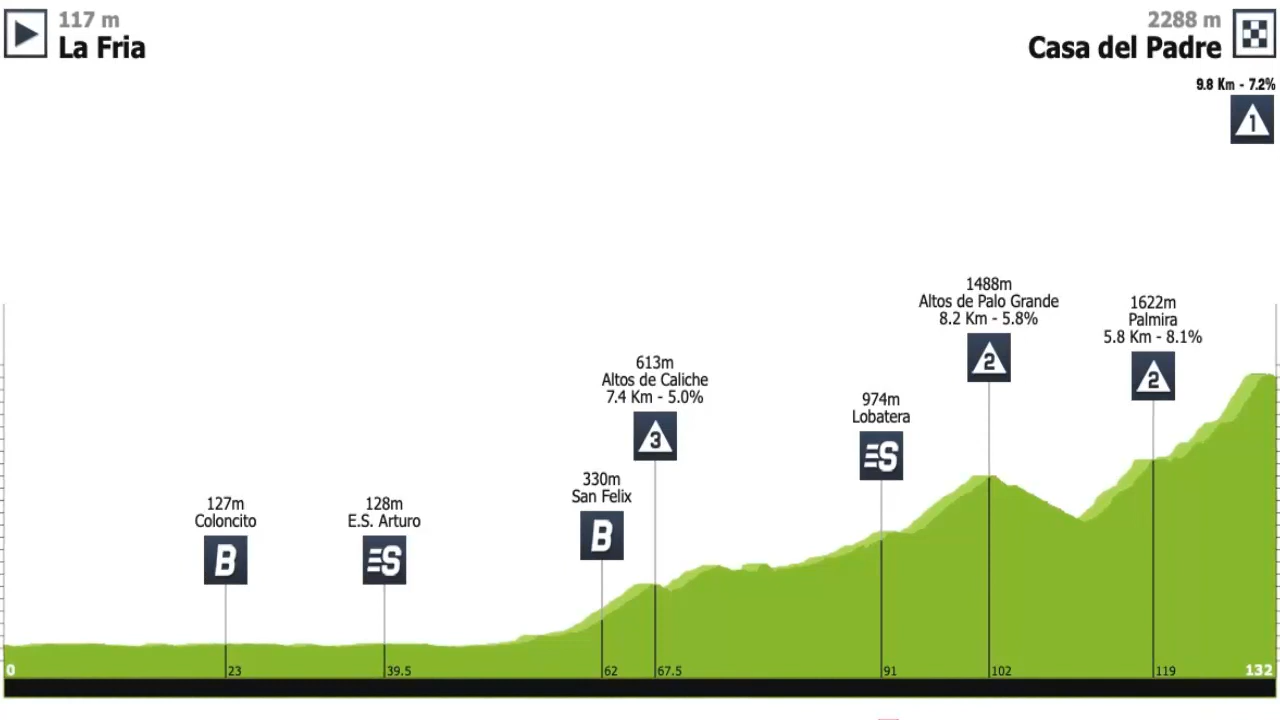 117 m
La Fria
2288 m
Casa del Padre
9.8 Km - 7.2%
1
1488m
Altos de Palo Grande
8.2 Km - 5.8%
2
1622m
Palmira
5.8 Km - 8.1%
2
613m
Altos de Caliche
7.4 Km - 5.0%
3
974m
Lobatera
S
330m
San Felix
B
127m
Coloncito
B
128m
E.S. Arturo
S
0
23
39.5
62
67.5
91
102
119
132